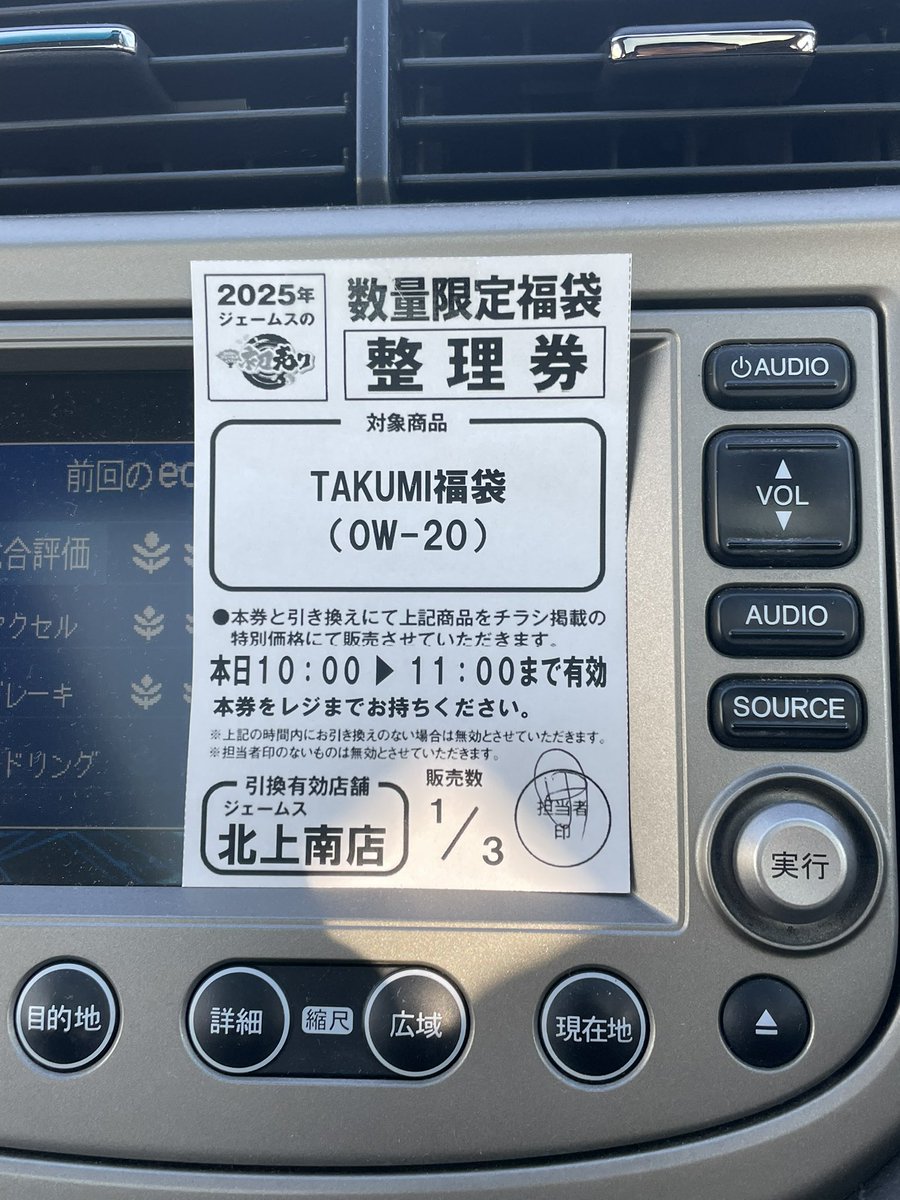 2025年
ジェームスの
初売り
数量限定福袋
整理券
対象商品
TAKUMI福袋
(OW-20)
●本券と引き換えにて上記商品をチラシ掲載の
特別価格にて販売させていただきます。
本日10:00▶11:00まで有効
本券をレジまでお持ちください。
※上記の時間内にお引き換えのない場合は無効とさせていただきます。
※担当者印のないものは無効とさせていただきます。
引換有効店舗
ジェームス
北上南店
販売数
1/3
担当者
印
前回のec
合評価
アクセル
レーキ
ドリング
AUDIO
▲
VOL
▼
AUDIO
SOURCE
実行
目的地
詳細
縮尺
広域
現在地